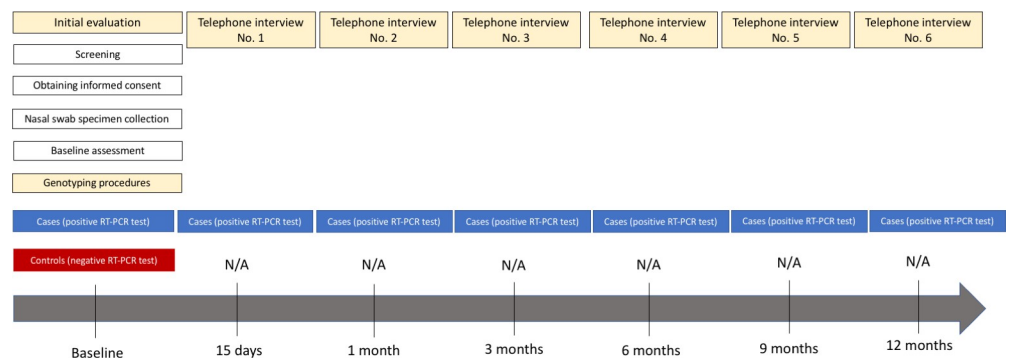 Initial evaluation
Telephone interview
No. 1
Telephone interview
No. 2
Telephone interview
No. 3
Telephone interview
No. 4
Telephone interview
No. 5
Telephone interview
No. 6
Screening
Obtaining informed consent
Nasal swab specimen collection
Baseline assessment
Genotyping procedures
Cases (positive RT-PCR test)
Cases (positive RT-PCR test)
Cases (positive RT-PCR test)
Cases (positive RT-PCR test)
Cases (positive RT-PCR test)
Cases (positive RT-PCR test)
Cases (positive RT-PCR test)
Controls (negative RT-PCR test)
N/A
N/A
N/A
N/A
N/A
N/A
Baseline
15 days
1 month
3 months
6 months
9 months
12 months